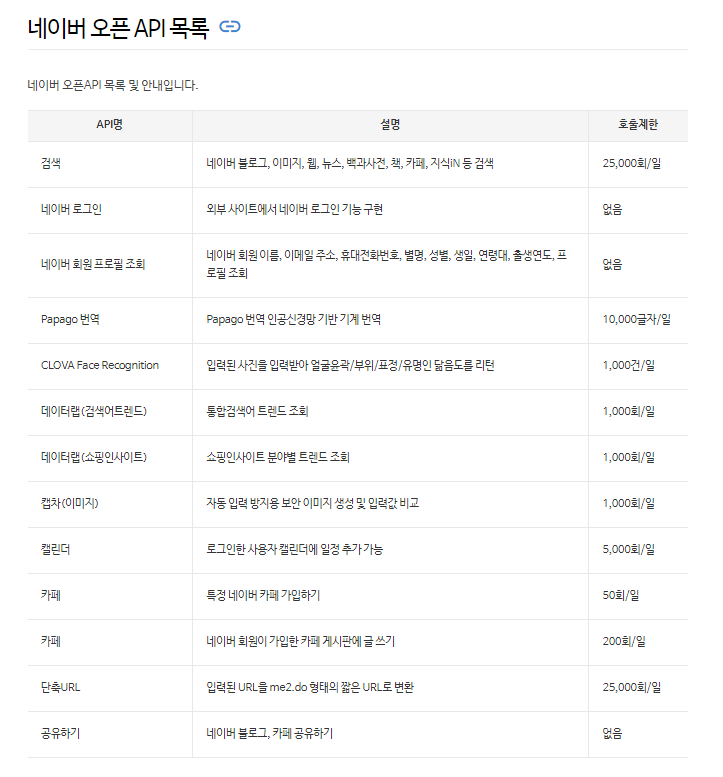 네이버 오픈 API 목록
네이버 오픈API 목록 및 안내입니다.
API명 설명 호출제한
검색 네이버 블로그, 이미지, 웹, 뉴스, 백과사전, 책, 카페, 지식iN 등 검색 25,000회/일
네이버 로그인 외부 사이트에서 네이버 로그인 기능 구현 없음
네이버 회원 프로필 조회 네이버 회원 이름, 이메일 주소, 휴대전화번호, 별명, 성별, 생일, 연령대, 출생연도, 프
로필 조회 없음
Papago 번역 Papago 번역 인공신경망 기반 기계 번역 10,000글자/일
CLOVA Face Recognition 입력된 사진을 입력받아 얼굴윤곽/부위/표정/유명인 닮음도를 리턴 1,000건/일
데이터랩(검색어트렌드) 통합검색어 트렌드 조회 1,000회/일
데이터랩(쇼핑인사이트) 쇼핑인사이트 분야별 트렌드 조회 1,000회/일
캡차(이미지) 자동 입력 방지용 보안 이미지 생성 및 입력값 비교 1,000회/일
캘린더 로그인한 사용자 캘린더에 일정 추가 가능 5,000회/일
카페 특정 네이버 카페 가입하기 50회/일
카페 네이버 회원이 가입한 카페 게시판에 글 쓰기 200회/일
단축URL 입력된 URL을 me2.do 형태의 짧은 URL로 변환 25,000회/일
공유하기 네이버 블로그, 카페 공유하기 없음